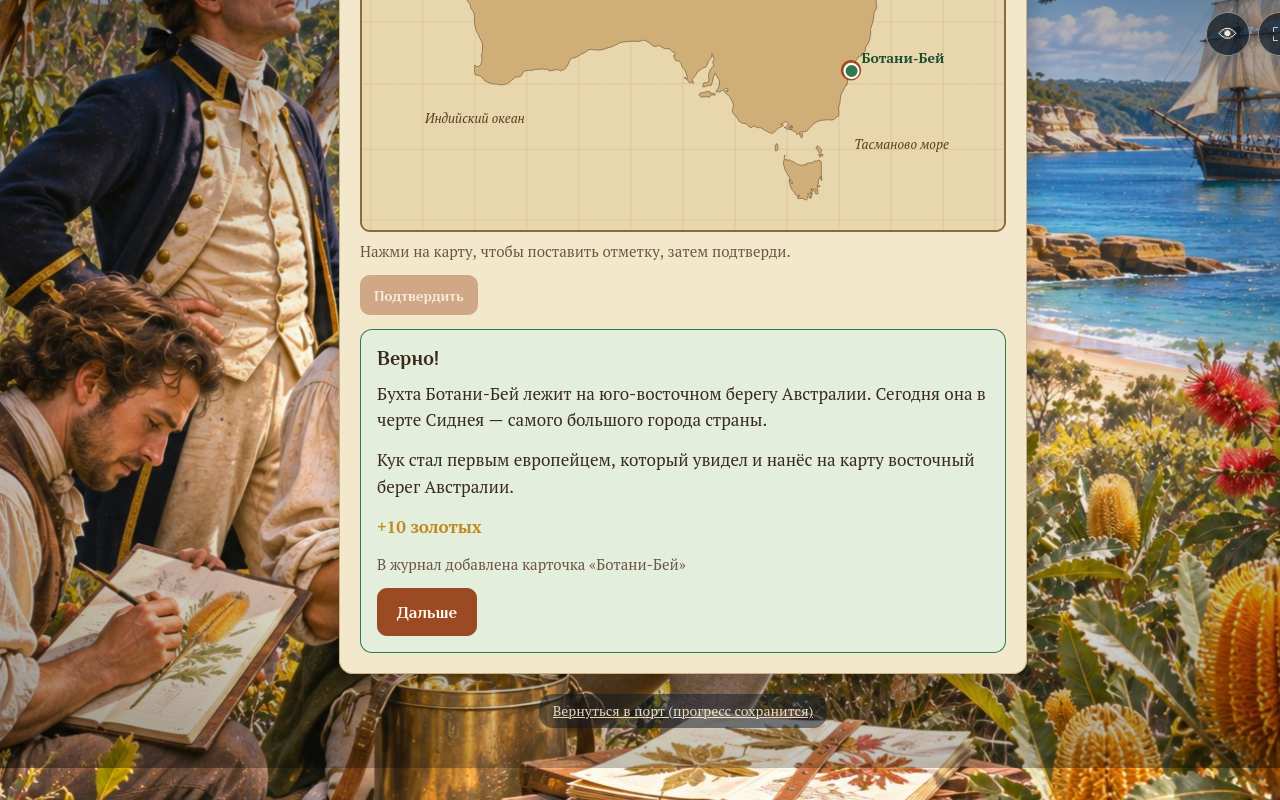 Ботани-Бей
Индийский океан
Тасманово море
Нажми на карту, чтобы поставить отметку, затем подтверди.
Подтвердить
Верно!
Бухта Ботани-Бей лежит на юго-восточном берегу Австралии. Сегодня она в
черте Сиднея — самого большого города страны.
Кук стал первым европейцем, который увидел и нанёс на карту восточный
берег Австралии.
+10 золотых
В журнал добавлена карточка «Ботани-Бей»
Дальше
Вернуться в порт (прогресс сохранится)